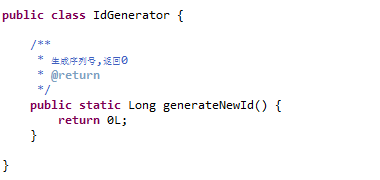 public class IdGenerator {
/**
* 生成序列号,返回0
* @return
*/
public static Long generateNewId() {
return 0L;
}
}